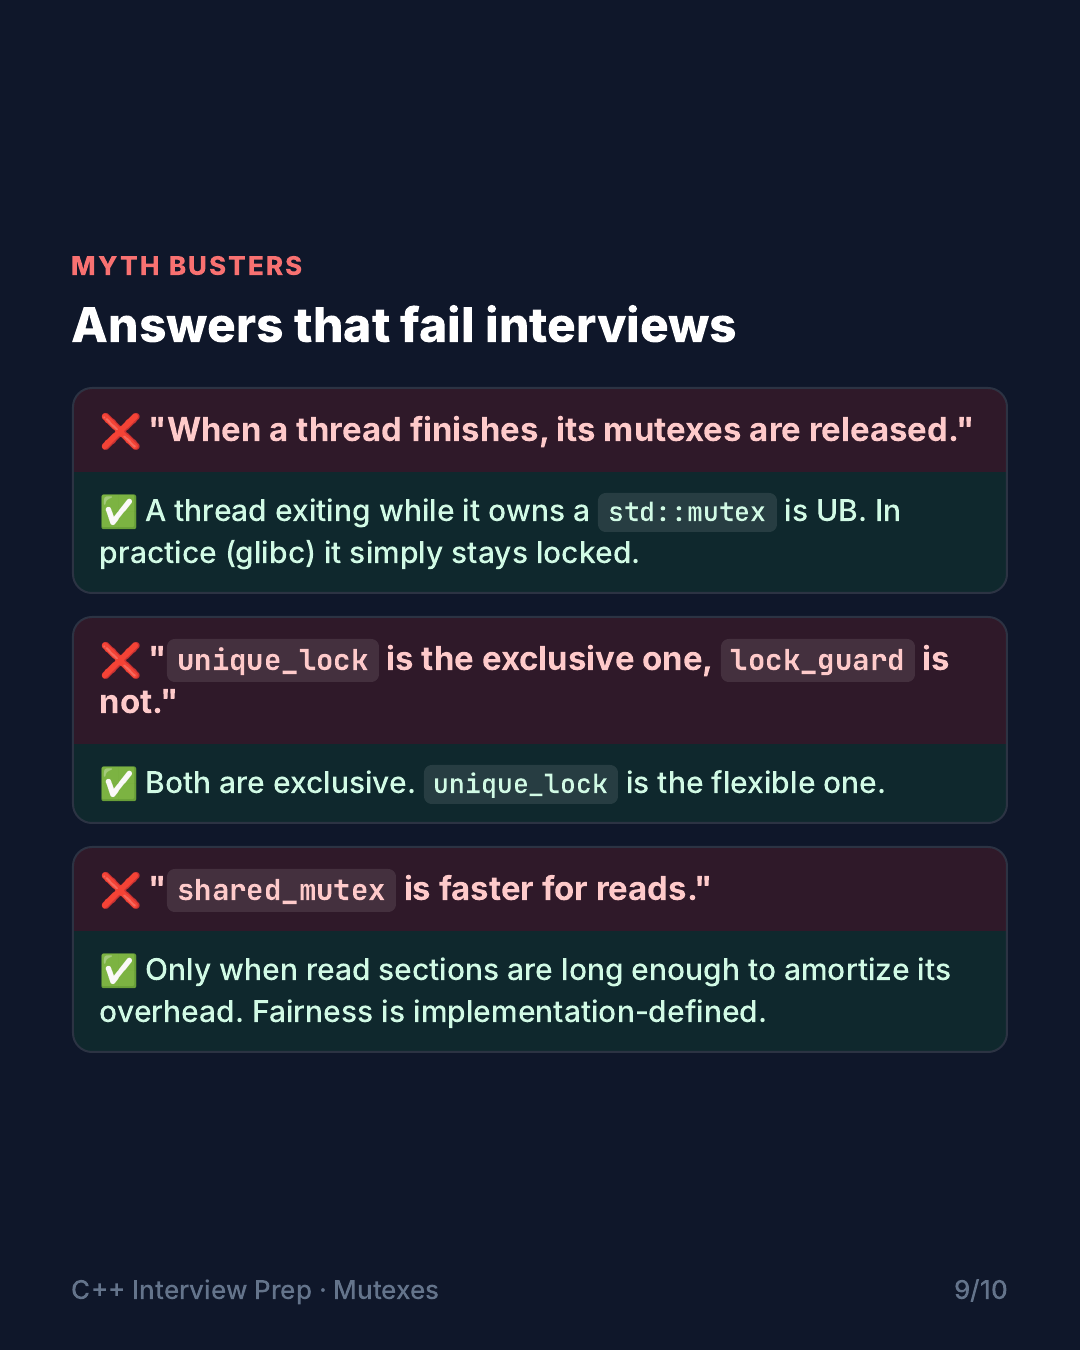 MYTH BUSTERS
Answers that fail interviews
❌ "When a thread finishes, its mutexes are released."
✅ A thread exiting while it owns a std::mutex is UB. In
practice (glibc) it simply stays locked.
❌ "unique_lock is the exclusive one, lock_guard is
not."
✅ Both are exclusive. unique_lock is the flexible one.
❌ "shared_mutex is faster for reads."
✅ Only when read sections are long enough to amortize its
overhead. Fairness is implementation-defined.
C++ Interview Prep · Mutexes
9/10